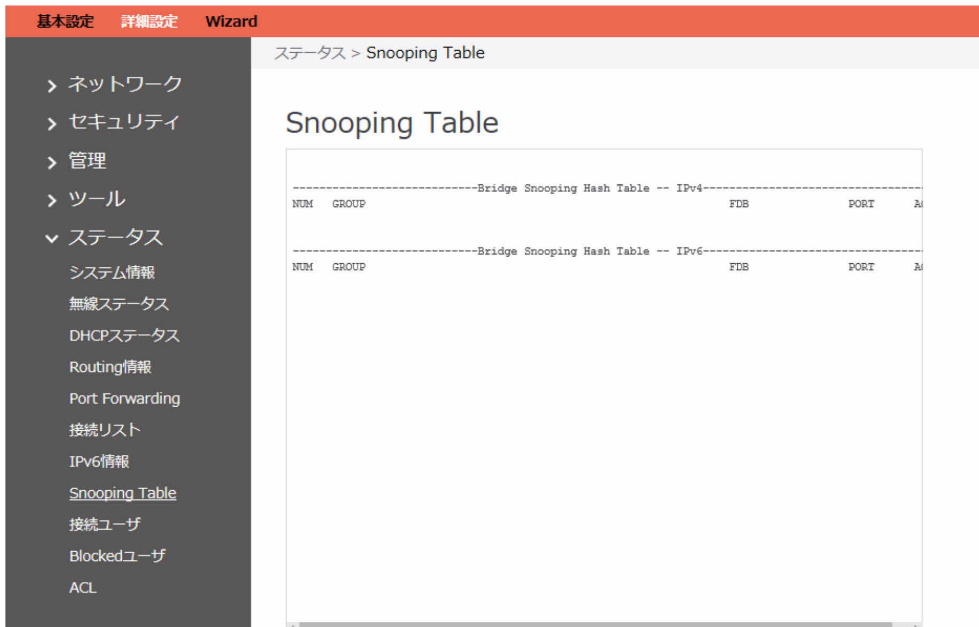 基本設定 詳細設定 Wizard
ステータス > Snooping Table
ネットワーク
セキュリティ
管理
ツール
ステータス
システム情報
無線ステータス
DHCPステータス
Routing情報
Port Forwarding
接続リスト
IPv6情報
Snooping Table
接続ユーザ
Blockedユーザ
ACL
Snooping Table
----------------------------Bridge Snooping Hash Table -- IPv4---------------------------------
NUM GROUP FDB PORT
----------------------------Bridge Snooping Hash Table -- IPv6---------------------------------
NUM GROUP FDB PORT